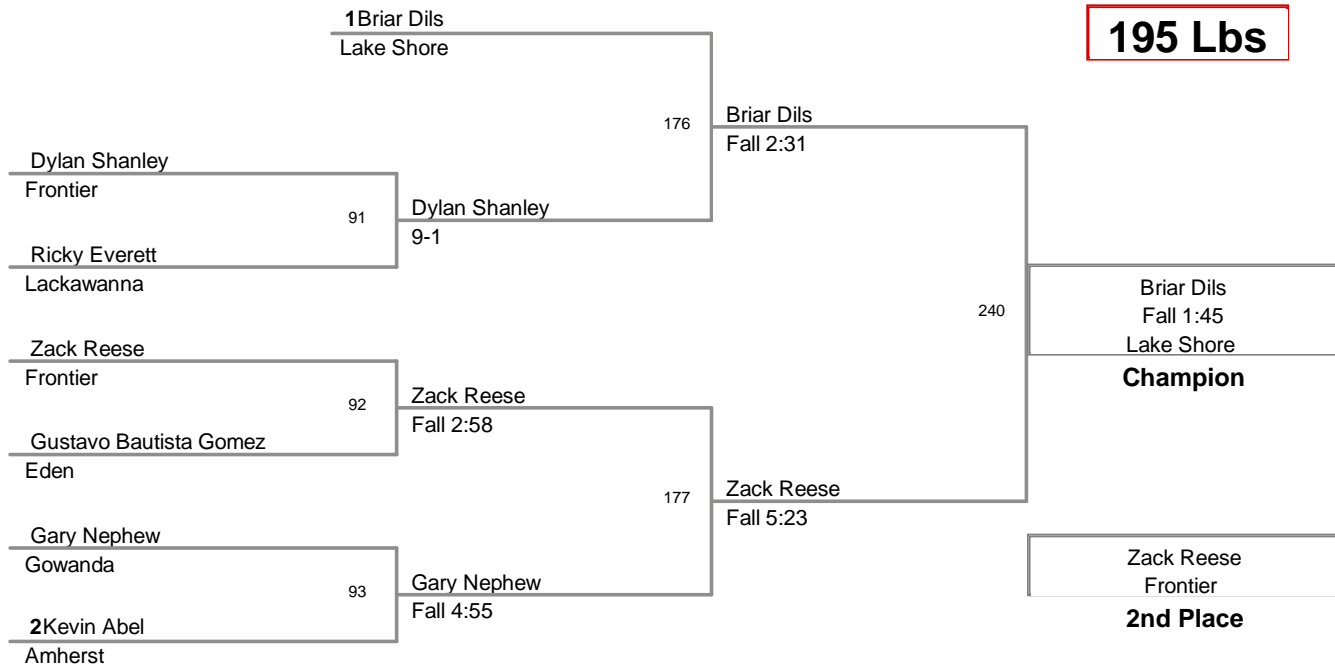 1Briar Dils
Lake Shore
195 Lbs
176
Briar Dils
Fall 2:31
Dylan Shanley
Frontier
91
Dylan Shanley
9-1
Ricky Everett
Lackawanna
240
Briar Dils
Fall 1:45
Lake Shore
Champion
Zack Reese
Frontier
92
Zack Reese
Fall 2:58
Gustavo Bautista Gomez
Eden
177
Zack Reese
Fall 5:23
Gary Nephew
Gowanda
93
Gary Nephew
Fall 4:55
2Kevin Abel
Amherst
Zack Reese
Frontier
2nd Place